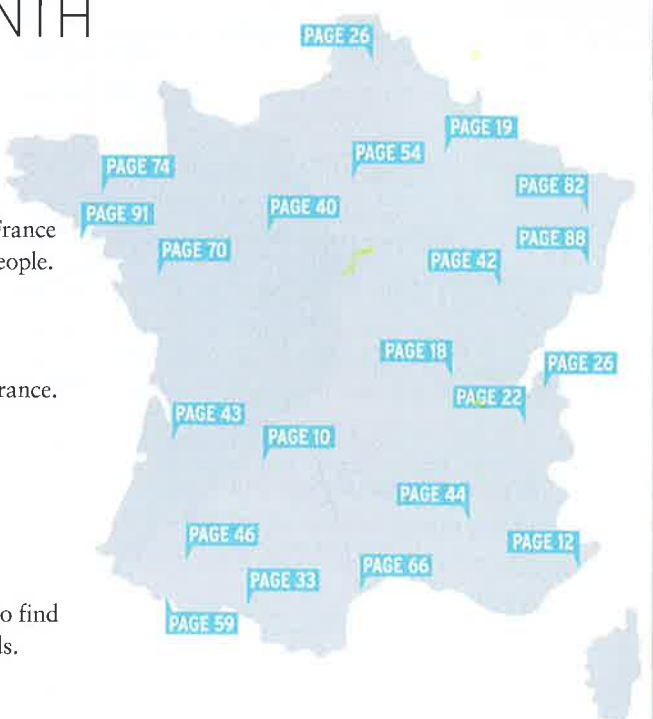 NTH
PAGE 26
PAGE 19
PAGE 54
PAGE 74
PAGE 82
PAGE 40
PAGE 91
France
PAGE 88
PAGE 70
eople.
PAGE 42
PAGE 18
PAGE 26
rance.
PAGE 22
PAGE 43
PAGE 10
PAGE 44
PAGE 46
PAGE 12
PAGE 66
PAGE 33
o find
PAGE 59
ds.